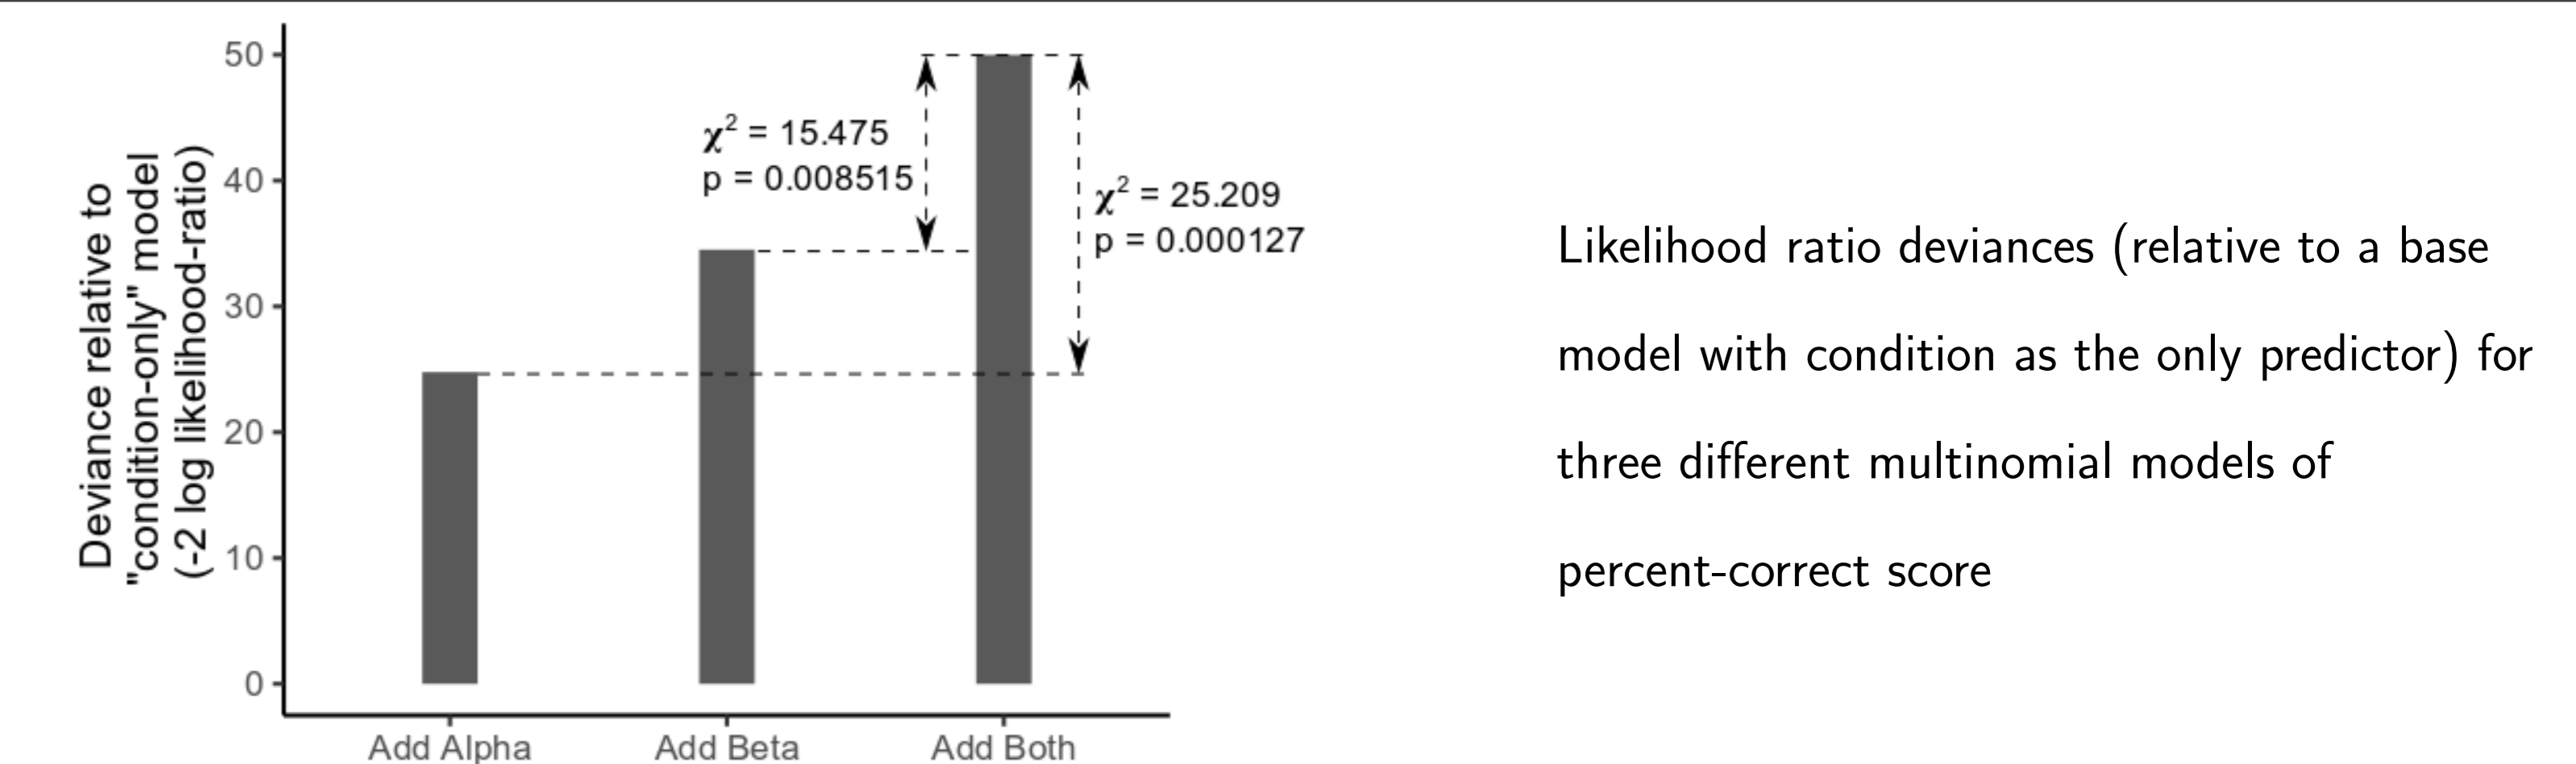 Deviance relative to
"condition-only" model
(-2 log likelihood-ratio)
50
40
30
20
10
0
χ² = 15.475
p = 0.008515
χ² = 25.209
p = 0.000127
Add Alpha
Add Beta
Add Both
Likelihood ratio deviances (relative to a base
model with condition as the only predictor) for
three different multinomial models of
percent-correct score